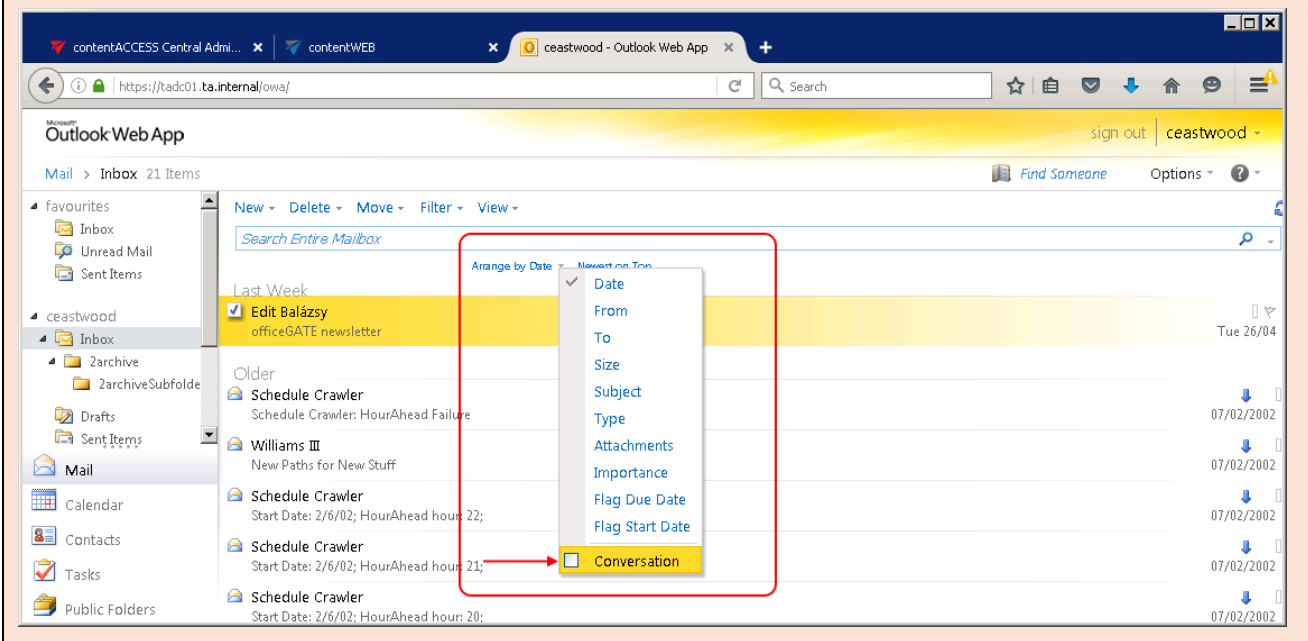 contentACCESS Central Admi... contentWEB ceastwood - Outlook Web App
https://tadc01.ta.internal/owa/ Search
Microsoft
Outlook Web App sign out ceastwood
Mail > Inbox 21 Items Find Someone Options
favourites
Inbox
Unread Mail
Sent Items
ceastwood
Inbox
2archive
2archiveSubfolde
Drafts
Sent Items
Mail
Calendar
Contacts
Tasks
Public Folders
New Delete Move Filter View
Search Entire Mailbox
Arrange by Date Newest on Top
Last Week
Edit Balázsy
officeGATE newsletter Tue 26/04
Older
Schedule Crawler
Schedule Crawler: HourAhead Failure 07/02/2002
Williams III
New Paths for New Stuff 07/02/2002
Schedule Crawler
Start Date: 2/6/02; HourAhead hour: 22; 07/02/2002
Schedule Crawler
Start Date: 2/6/02; HourAhead hour: 21; 07/02/2002
Schedule Crawler
Start Date: 2/6/02; HourAhead hour: 20; 07/02/2002
Date
From
To
Size
Subject
Type
Attachments
Importance
Flag Due Date
Flag Start Date
Conversation